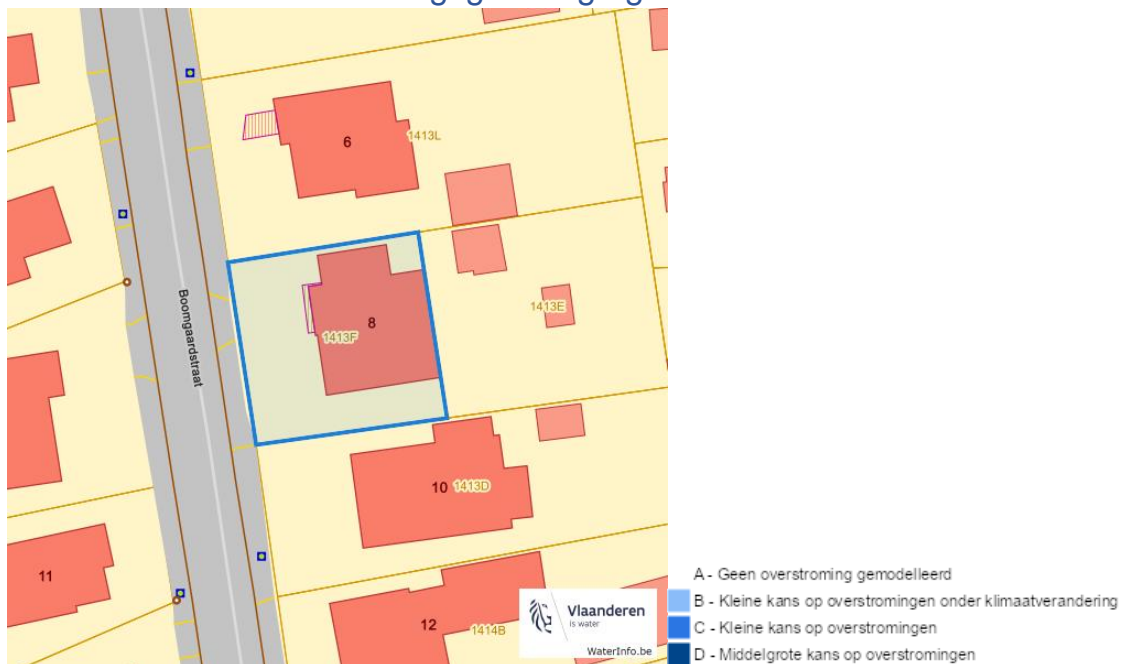 6
1413L
Boomgaardstraat
8
1413F
1413E
10 1413D
11
12
1414B
Vlaanderen
is water
WaterInfo.be
A - Geen overstroming gemodelleerd
B - Kleine kans op overstromingen onder klimaatverandering
C - Kleine kans op overstromingen
D - Middelgrote kans op overstromingen